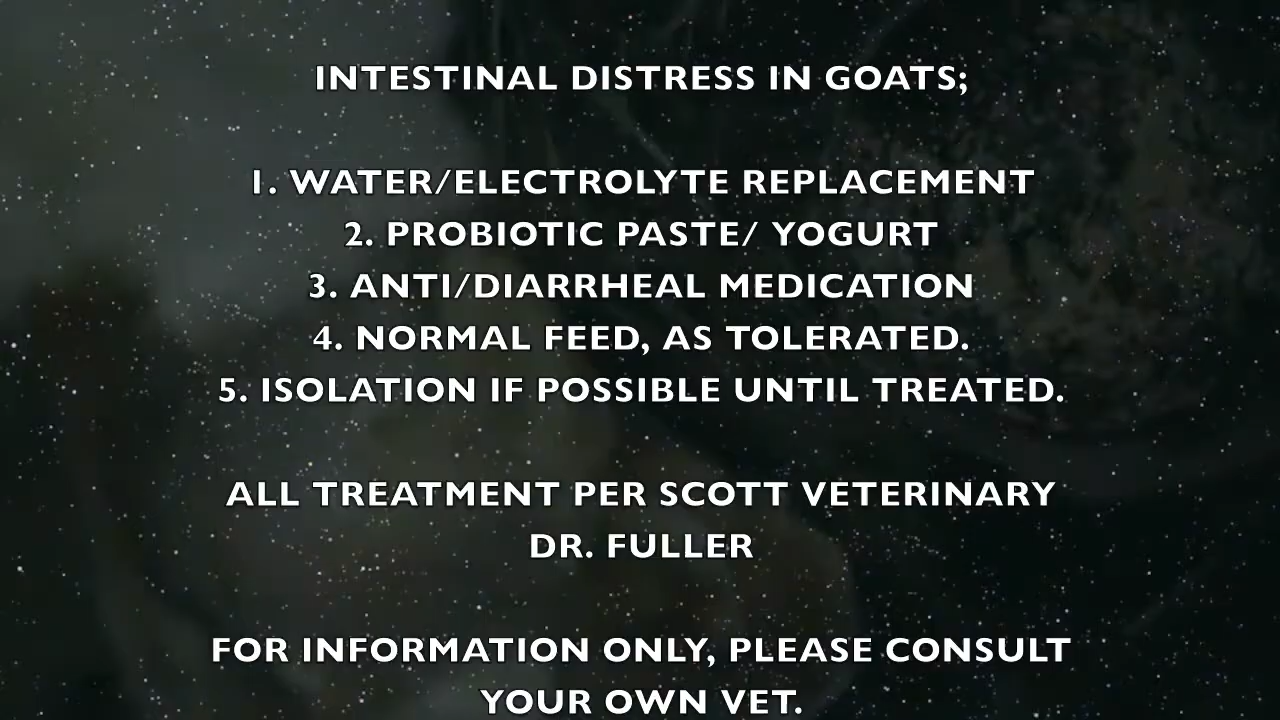 INTESTINAL DISTRESS IN GOATS;
1. WATER/ELECTROLYTE REPLACEMENT
2. PROBIOTIC PASTE/ YOGURT
3. ANTI/DIARRHEAL MEDICATION
4. NORMAL FEED, AS TOLERATED.
5. ISOLATION IF POSSIBLE UNTIL TREATED.
ALL TREATMENT PER SCOTT VETERINARY
DR. FULLER
FOR INFORMATION ONLY, PLEASE CONSULT
YOUR OWN VET.